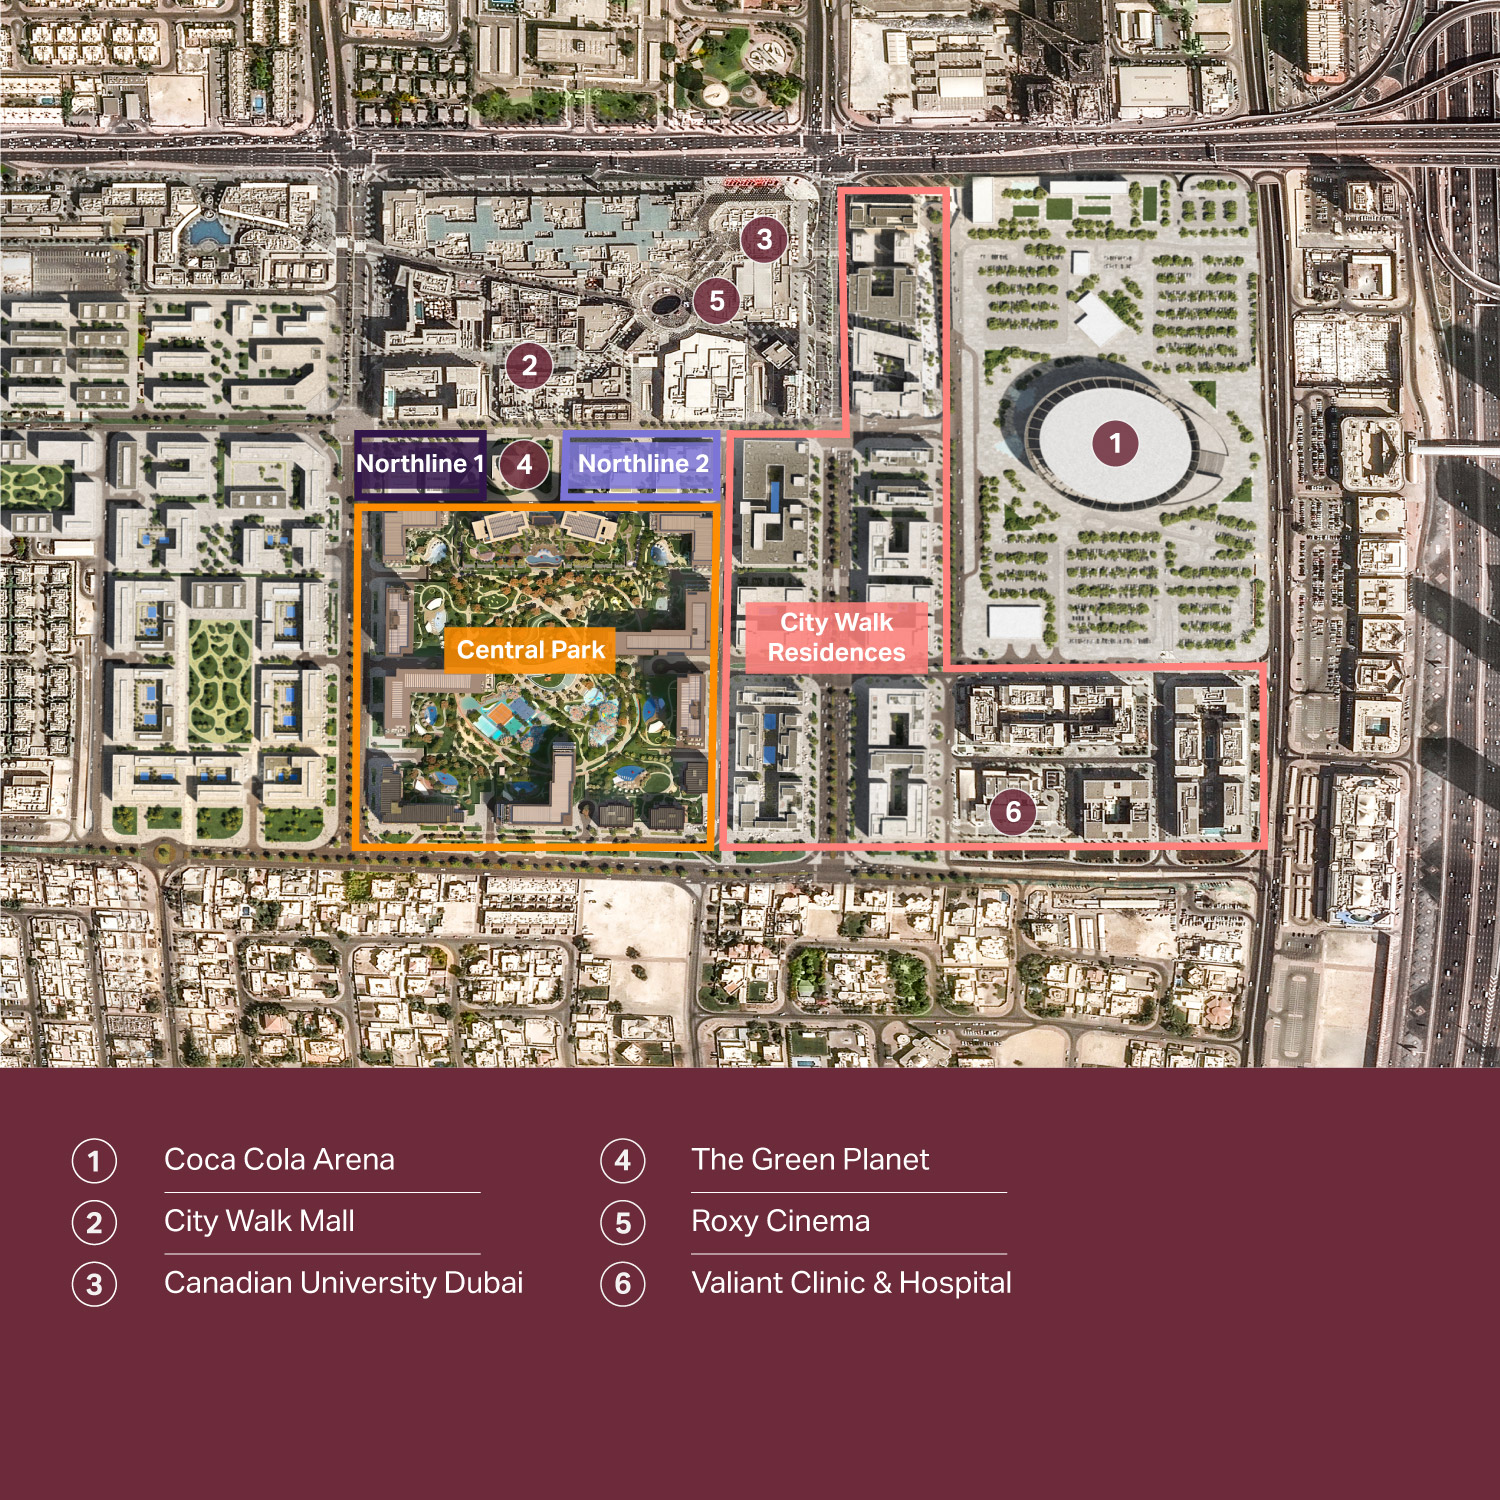 3
5
2
Northline 1
4
Northline 2
1
City Walk
Residences
Central Park
6
1 Coca Cola Arena
2 City Walk Mall
3 Canadian University Dubai
4 The Green Planet
5 Roxy Cinema
6 Valiant Clinic & Hospital